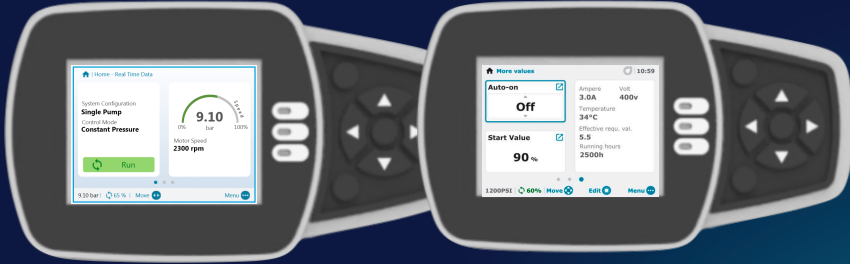 | Home - Real Time Data
System Configuration
Single Pump
Control Mode
Constant Pressure
Run
Speed
9.10
0% bar 100%
Motor Speed
2300 rpm
9.10 bar | 65 % | Move
Menu
More values
10:59
Auto-on
Off
Start Value
90 %
Ampere Volt
3.0A 400v
Temperature
34°C
Effective requ. val.
5.5
Running hours
2500h
1200PSI | 60% | Move
Edit
Menu